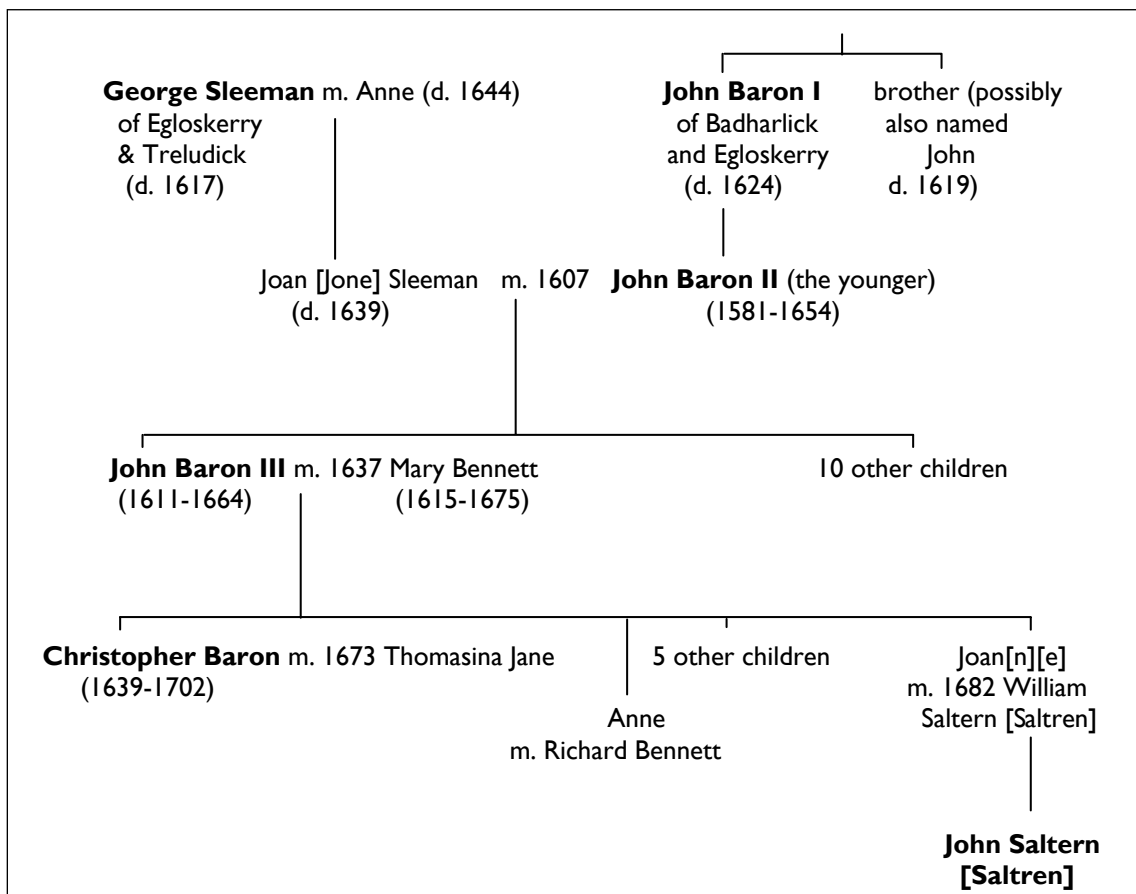 George Sleeman m. Anne (d. 1644)
of Egloskerry
& Treludick
(d. 1617)
John Baron I
of Badharlick
and Egloskerry
(d. 1624)
brother (possibly
also named
John
d. 1619)
Joan [Jone] Sleeman m. 1607 John Baron II (the younger)
(d. 1639) (1581-1654)
John Baron III m. 1637 Mary Bennett 10 other children
(1611-1664) (1615-1675)
Christopher Baron m. 1673 Thomasina Jane
(1639-1702)
Anne
m. Richard Bennett
5 other children
Joan[n][e]
m. 1682 William
Saltern [Saltren]
John Saltern
[Saltren]